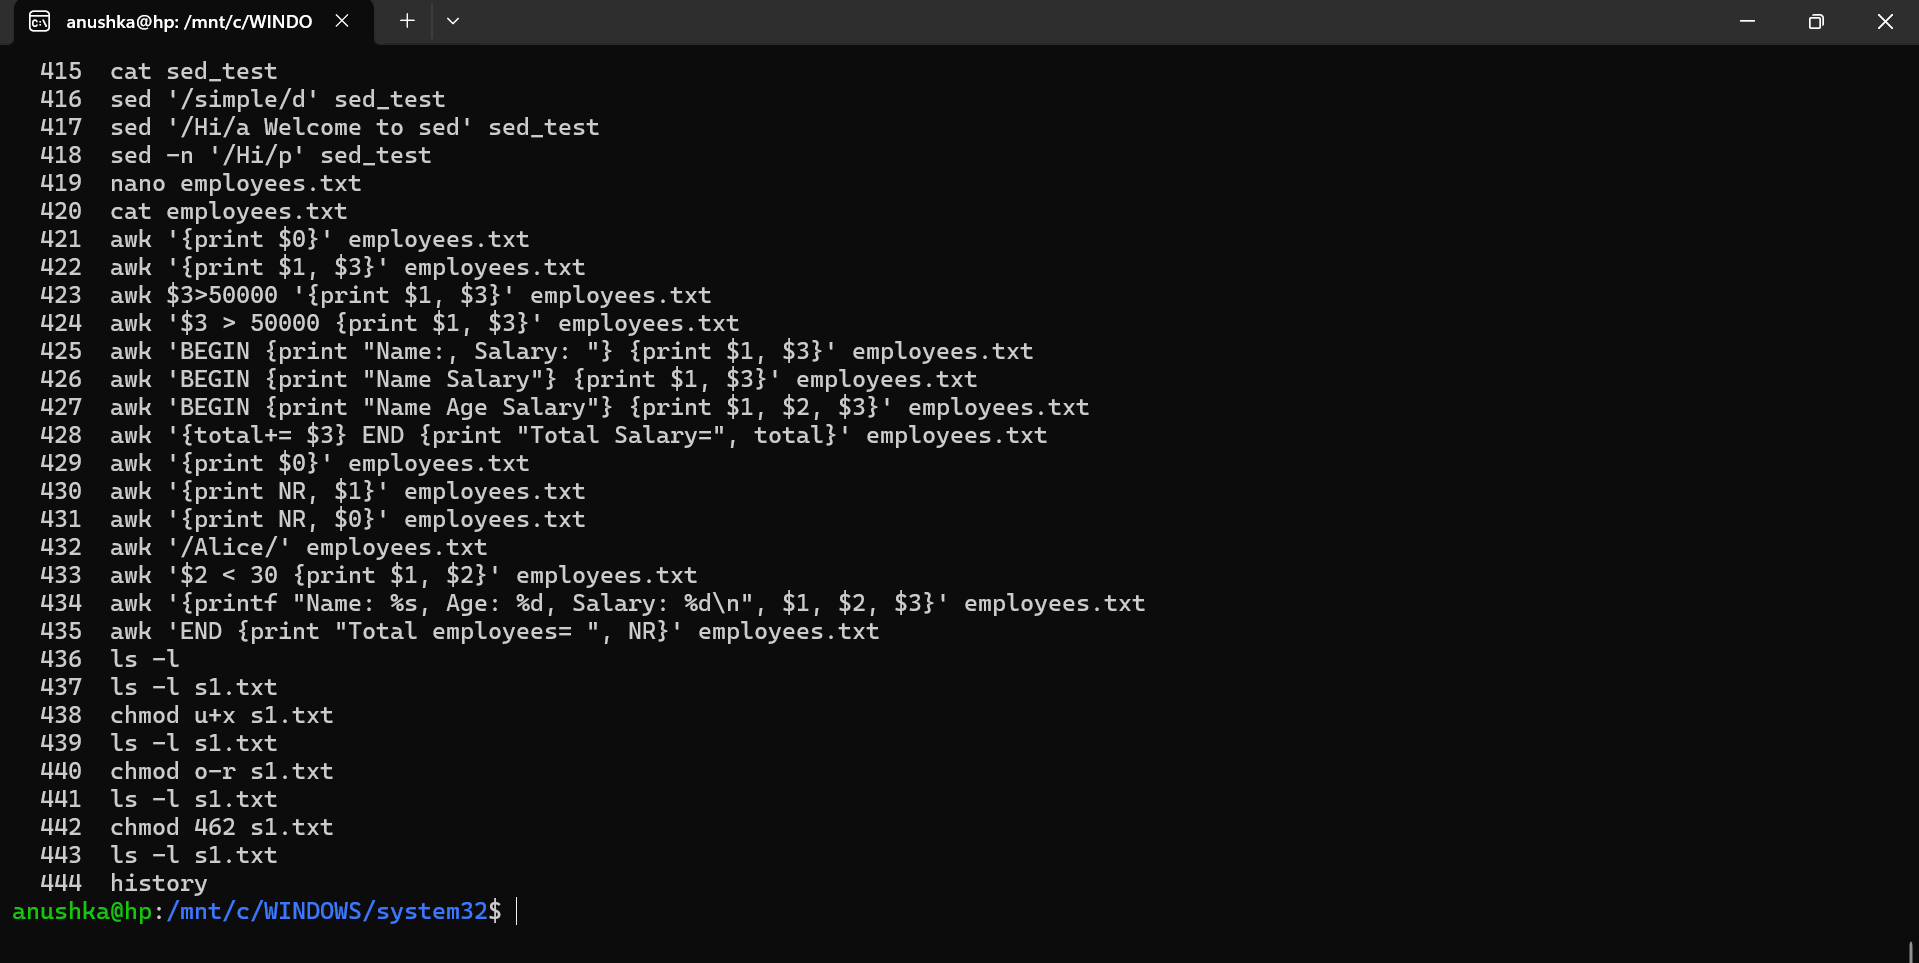 anushka@hp: /mnt/c/WINDO
415 cat sed_test
416 sed '/simple/d' sed_test
417 sed '/Hi/a Welcome to sed' sed_test
418 sed -n '/Hi/p' sed_test
419 nano employees.txt
420 cat employees.txt
421 awk '{print $0}' employees.txt
422 awk '{print $1, $3}' employees.txt
423 awk $3>50000 '{print $1, $3}' employees.txt
424 awk '$3 > 50000 {print $1, $3}' employees.txt
425 awk 'BEGIN {print "Name:, Salary: "} {print $1, $3}' employees.txt
426 awk 'BEGIN {print "Name Salary"} {print $1, $3}' employees.txt
427 awk 'BEGIN {print "Name Age Salary"} {print $1, $2, $3}' employees.txt
428 awk '{total+= $3} END {print "Total Salary=", total}' employees.txt
429 awk '{print $0}' employees.txt
430 awk '{print NR, $1}' employees.txt
431 awk '{print NR, $0}' employees.txt
432 awk '/Alice/' employees.txt
433 awk '$2 < 30 {print $1, $2}' employees.txt
434 awk '{printf "Name: %s, Age: %d, Salary: %d\n", $1, $2, $3}' employees.txt
435 awk 'END {print "Total employees= ", NR}' employees.txt
436 ls -l
437 ls -l s1.txt
438 chmod u+x s1.txt
439 ls -l s1.txt
440 chmod o-r s1.txt
441 ls -l s1.txt
442 chmod 462 s1.txt
443 ls -l s1.txt
444 history
anushka@hp:/mnt/c/WINDOWS/system32$